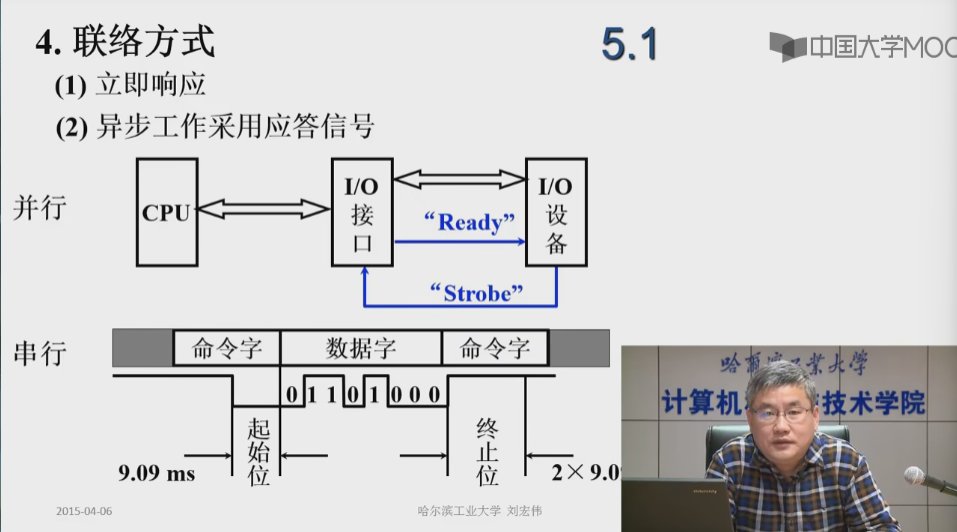 4. 联络方式
5.1
中国大学MOO
(1) 立即响应
(2) 异步工作采用应答信号
并行
CPU
I/O
接
口
“Ready”
I/O
设
备
“Strobe”
串行
命令字
数据字
命令字
0 1 1 0 1 0 0 0
起
始
位
终
止
位
9.09 ms
2×9.0
哈尔滨工业大学
计算机
技术学院
2015-04-06
哈尔滨工业大学 刘宏伟